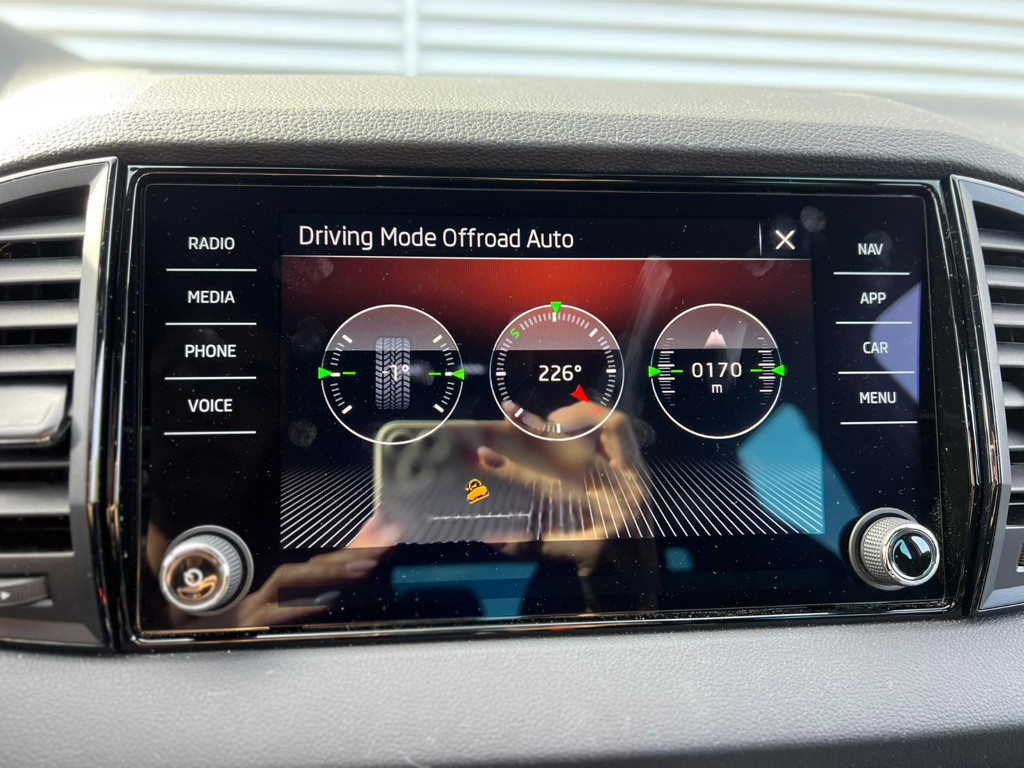 Driving Mode Offroad Auto
RADIO
MEDIA
PHONE
VOICE
1°
S
226°
0170
m
NAV
APP
CAR
MENU